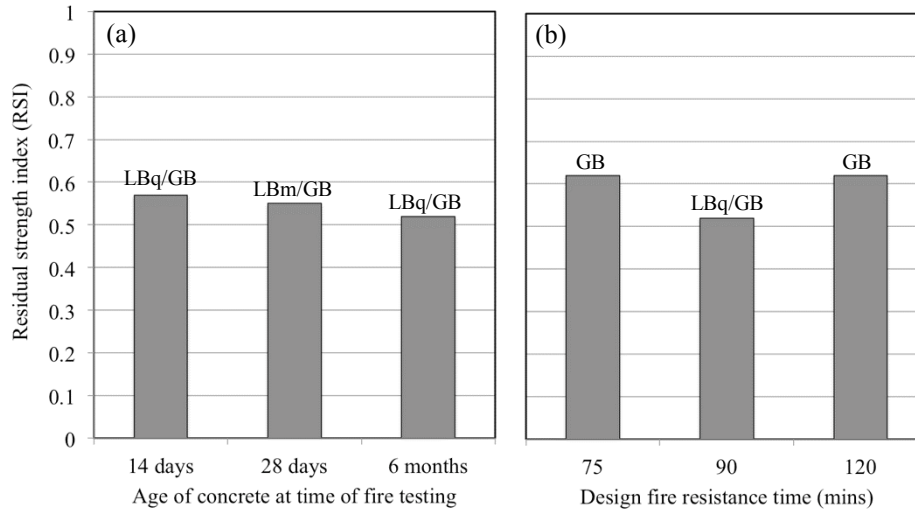 Residual strength index (RSI)
1
0.9
0.8
0.7
0.6
0.5
0.4
0.3
0.2
0.1
0
(a)
LBq/GB
LBm/GB
LBq/GB
14 days
28 days
6 months
Age of concrete at time of fire testing
(b)
GB
LBq/GB
GB
75
90
120
Design fire resistance time (mins)